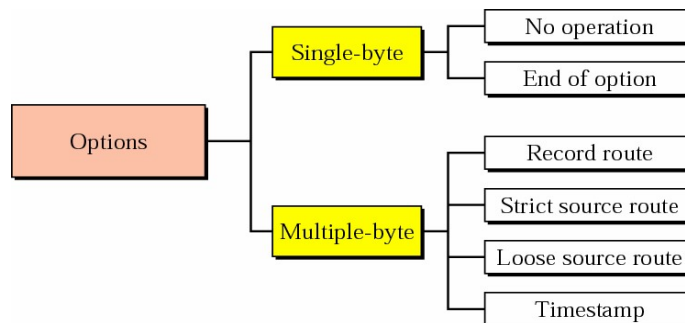 Options
Single-byte
No operation
End of option
Multiple-byte
Record route
Strict source route
Loose source route
Timestamp